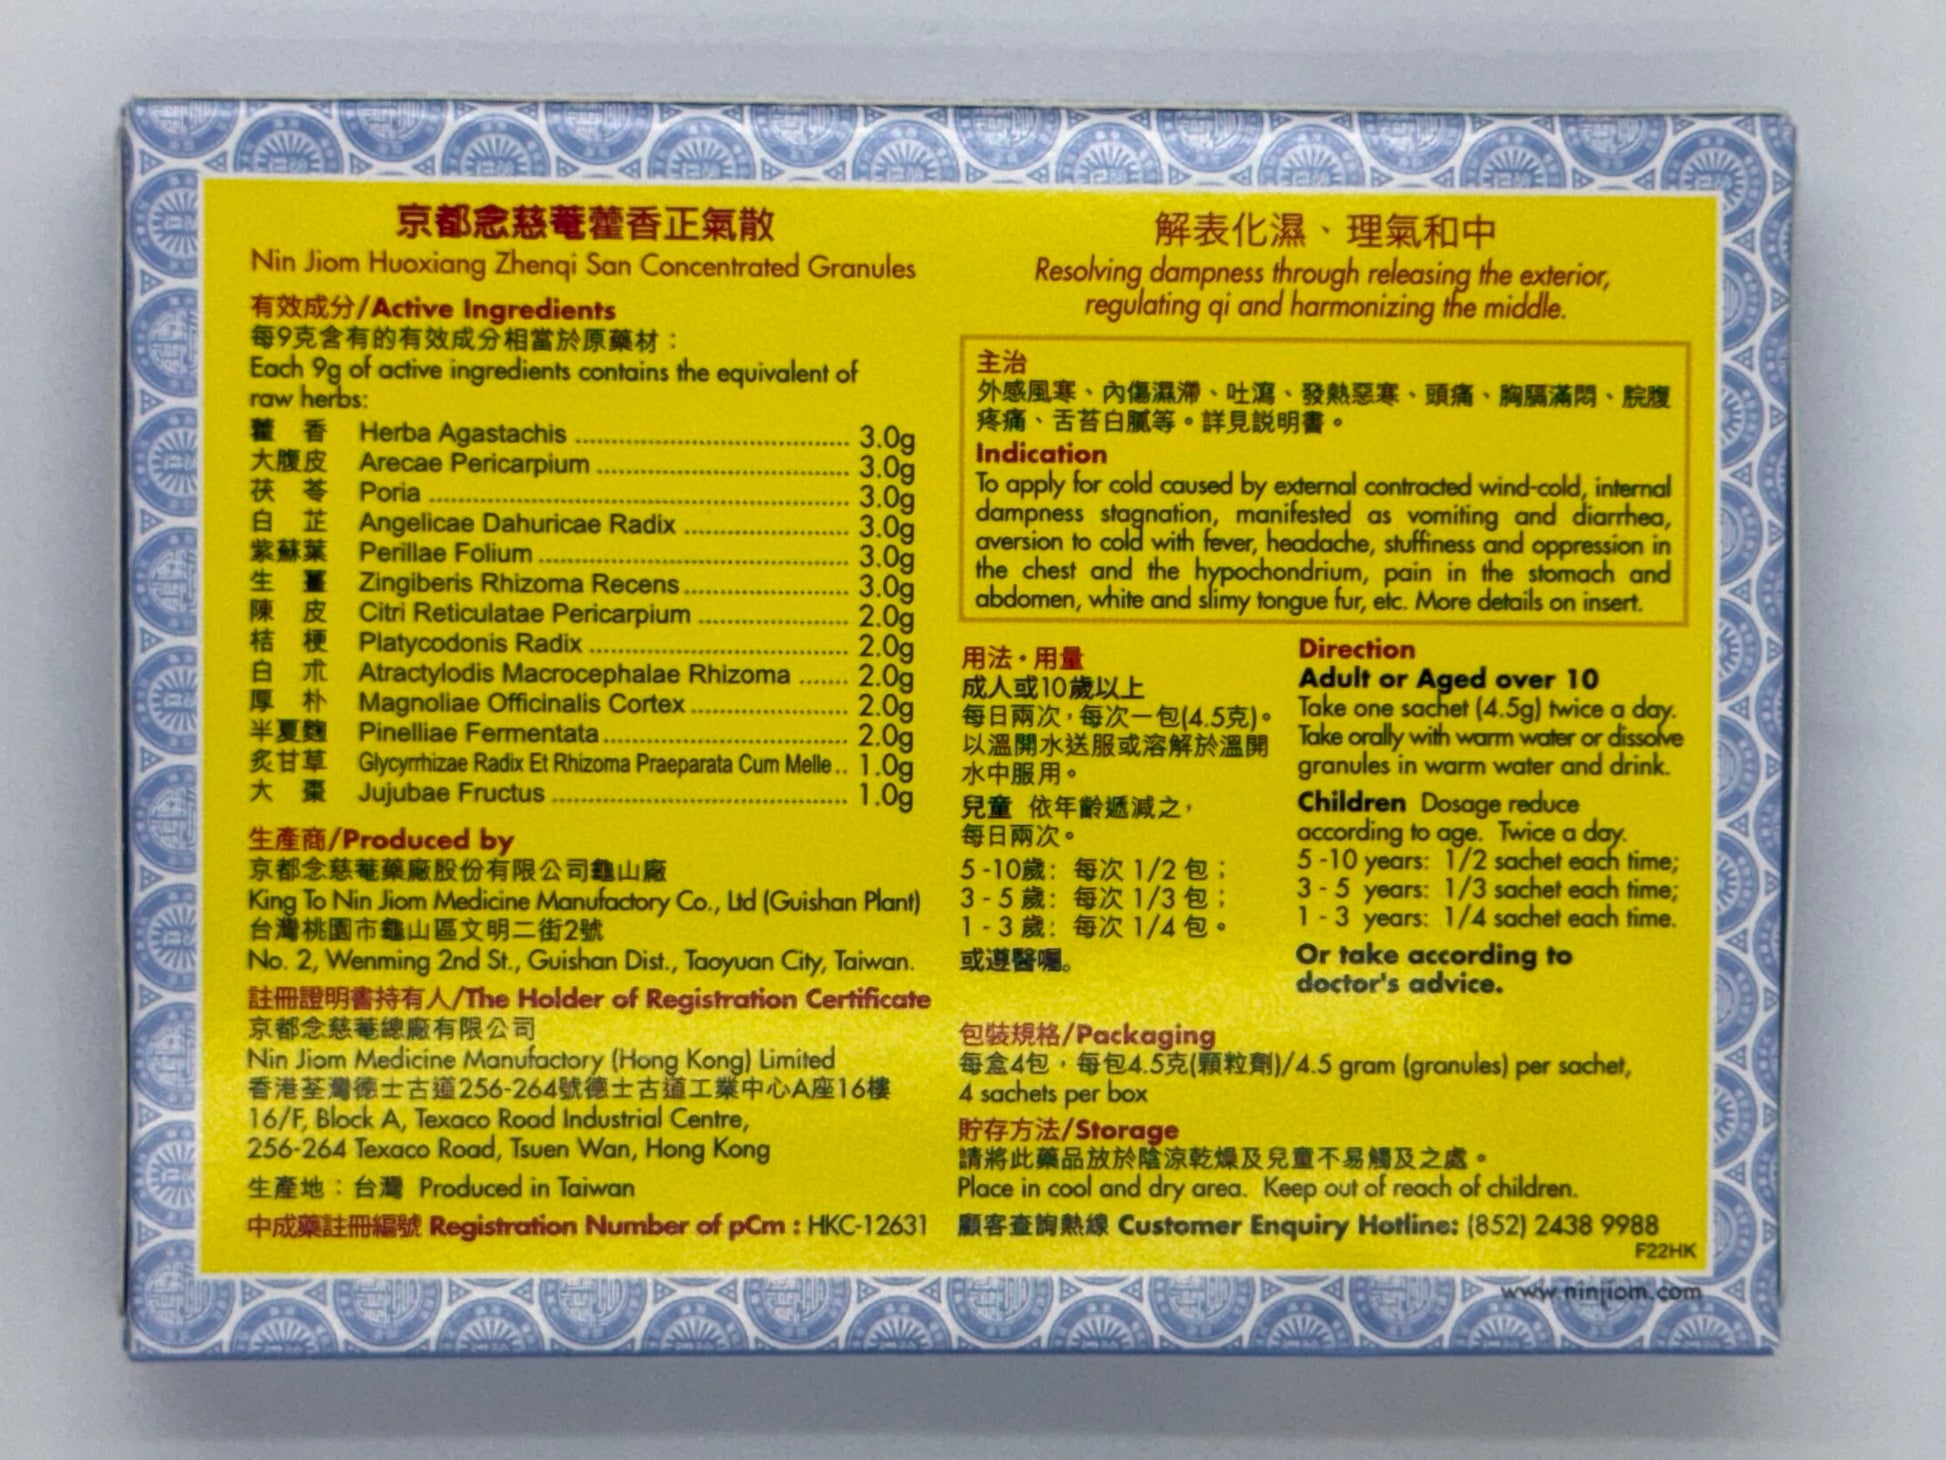 京都念慈菴藿香正氣散
Nin Jiom Huoxiang Zhenqi San Concentrated Granules
有效成分/Active Ingredients
每9克含有的有效成分相當於原藥材：
Each 9g of active ingredients contains the equivalent of
raw herbs:
藿香 Herba Agastachis 3.0g
大腹皮 Arecae Pericarpium 3.0g
茯苓 Poria 3.0g
白芷 Angelicae Dahuricae Radix 3.0g
紫蘇葉 Perillae Folium 3.0g
生薑 Zingiberis Rhizoma Recens 3.0g
陳皮 Citri Reticulatae Pericarpium 2.0g
桔梗 Platycodonis Radix 2.0g
白朮 Atractylodis Macrocephalae Rhizoma 2.0g
厚朴 Magnoliae Officinalis Cortex 2.0g
半夏麴 Pinelliae Fermentata 2.0g
炙甘草 Glycyrrhizae Radix Et Rhizoma Praeparata Cum Melle 1.0g
大棗 Jujubae Fructus 1.0g
生產商/Produced by
京都念慈菴藥廠股份有限公司龜山廠
King To Nin Jiom Medicine Manufactory Co., Ltd (Guishan Plant)
台灣桃園市龜山區文明二街2號
No. 2, Wenming 2nd St., Guishan Dist., Taoyuan City, Taiwan.
註冊證明書持有人/The Holder of Registration Certificate
京都念慈菴總廠有限公司
Nin Jiom Medicine Manufactory (Hong Kong) Limited
香港荃灣德士古道256-264號德士古道工業中心A座16樓
16/F, Block A, Texaco Road Industrial Centre,
256-264 Texaco Road, Tsuen Wan, Hong Kong
生產地：台灣 Produced in Taiwan
中成藥註冊編號 Registration Number of pCm : HKC-12631
解表化濕、理氣和中
Resolving dampness through releasing the exterior,
regulating qi and harmonizing the middle.
主治
外感風寒、內傷濕滯、吐瀉、發熱惡寒、頭痛、胸膈滿悶、脘腹
疼痛、舌苔白膩等。詳見説明書。
Indication
To apply for cold caused by external contracted wind-cold, internal
dampness stagnation, manifested as vomiting and diarrhea,
aversion to cold with fever, headache, stuffiness and oppression in
the chest and the hypochondrium, pain in the stomach and
abdomen, white and slimy tongue fur, etc. More details on insert.
用法·用量
成人或10歲以上
每日兩次，每次一包(4.5克)。
以溫開水送服或溶解於溫開
水中服用。
兒童 依年齡遞減之，
每日兩次。
5-10歲: 每次 1/2 包；
3 - 5 歲: 每次 1/3 包；
1 - 3 歲: 每次 1/4 包。
或遵醫囑。
Direction
Adult or Aged over 10
Take one sachet (4.5g) twice a day.
Take orally with warm water or dissolve
granules in warm water and drink.
Children Dosage reduce
according to age. Twice a day.
5 -10 years: 1/2 sachet each time;
3 - 5 years: 1/3 sachet each time;
1 - 3 years: 1/4 sachet each time.
Or take according to
doctor's advice.
包裝規格/Packaging
每盒4包，每包4.5克(顆粒劑)/4.5 gram (granules) per sachet,
4 sachets per box
貯存方法/Storage
請將此藥品放於陰涼乾燥及兒童不易觸及之處。
Place in cool and dry area. Keep out of reach of children.
顧客查詢熱線 Customer Enquiry Hotline: (852) 2438 9988
F22HK
www.ninjiom.com